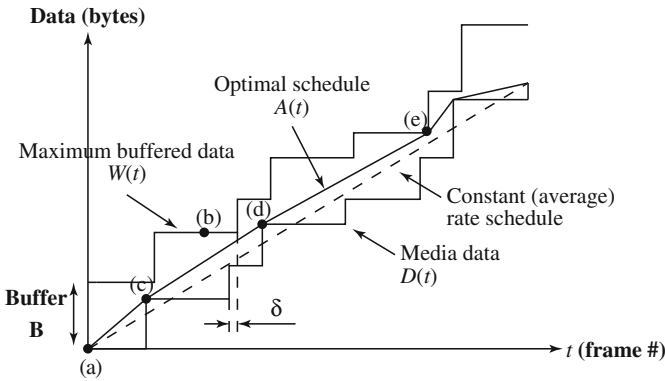 Data (bytes)
Optimal schedule
A(t)
(e)
Maximum buffered data
W(t)
(b)
(d)
Constant (average)
rate schedule
Media data
D(t)
(c)
Buffer
B
δ
(a)
t (frame #)